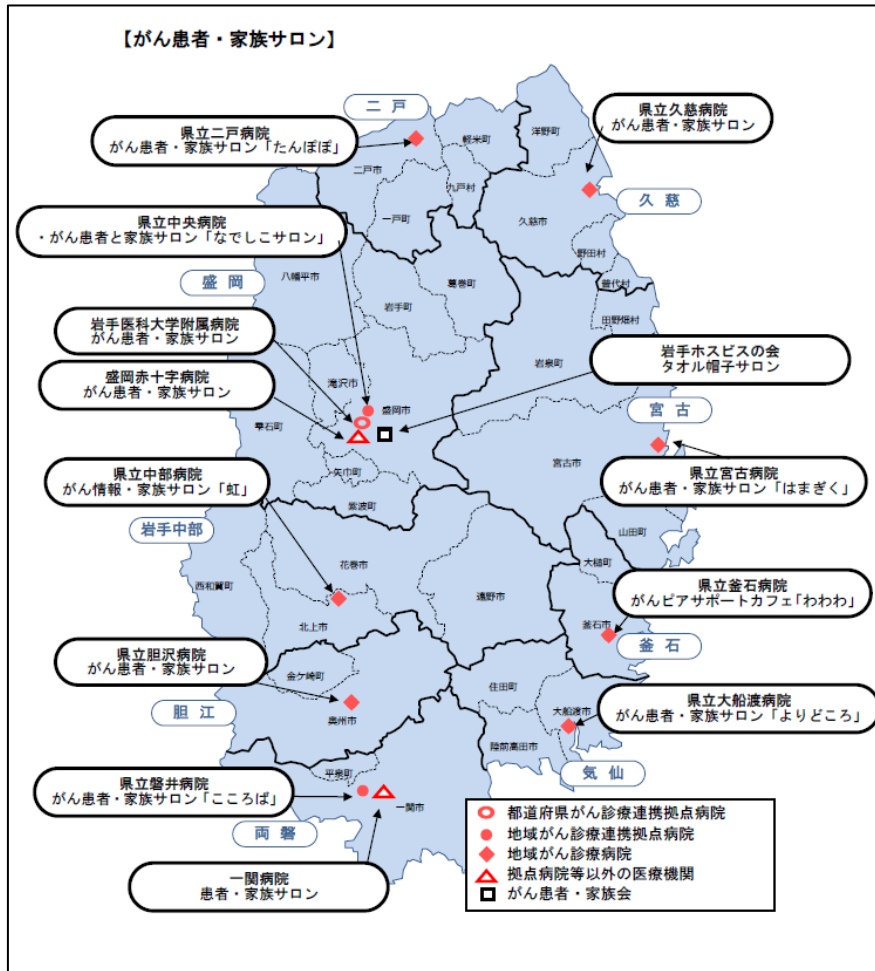 【がん患者・家族サロン】
二 戸
県立二戸病院
がん患者・家族サロン「たんぽぽ」
県立久慈病院
がん患者・家族サロン
洋野町
軽米町
二戸市
九戸村
久慈市
久 慈
一戸町
野田村
普代村
県立中央病院
・がん患者と家族サロン「なでしこサロン」
盛 岡
八幡平市
葛巻町
岩手町
田野畑村
岩泉町
岩手医科大学附属病院
がん患者・家族サロン
岩手ホスピスの会
タオル帽子サロン
盛岡赤十字病院
がん患者・家族サロン
滝沢市
盛岡市
雫石町
宮 古
矢巾町
紫波町
宮古市
県立宮古病院
がん患者・家族サロン「はまぎく」
県立中部病院
がん情報・家族サロン「虹」
岩手中部
山田町
大槌町
花巻市
西和賀町
遠野市
北上市
県立釜石病院
がんピアサポートカフェ「わわわ」
釜石市
釜 石
県立胆沢病院
がん患者・家族サロン
金ケ崎町
胆 江
奥州市
住田町
大船渡市
県立大船渡病院
がん患者・家族サロン「よりどころ」
陸前高田市
気 仙
県立磐井病院
がん患者・家族サロン「こころば」
平泉町
一関市
両 磐
一関病院
患者・家族サロン
都道府県がん診療連携拠点病院
地域がん診療連携拠点病院
地域がん診療病院
拠点病院等以外の医療機関
がん患者・家族会